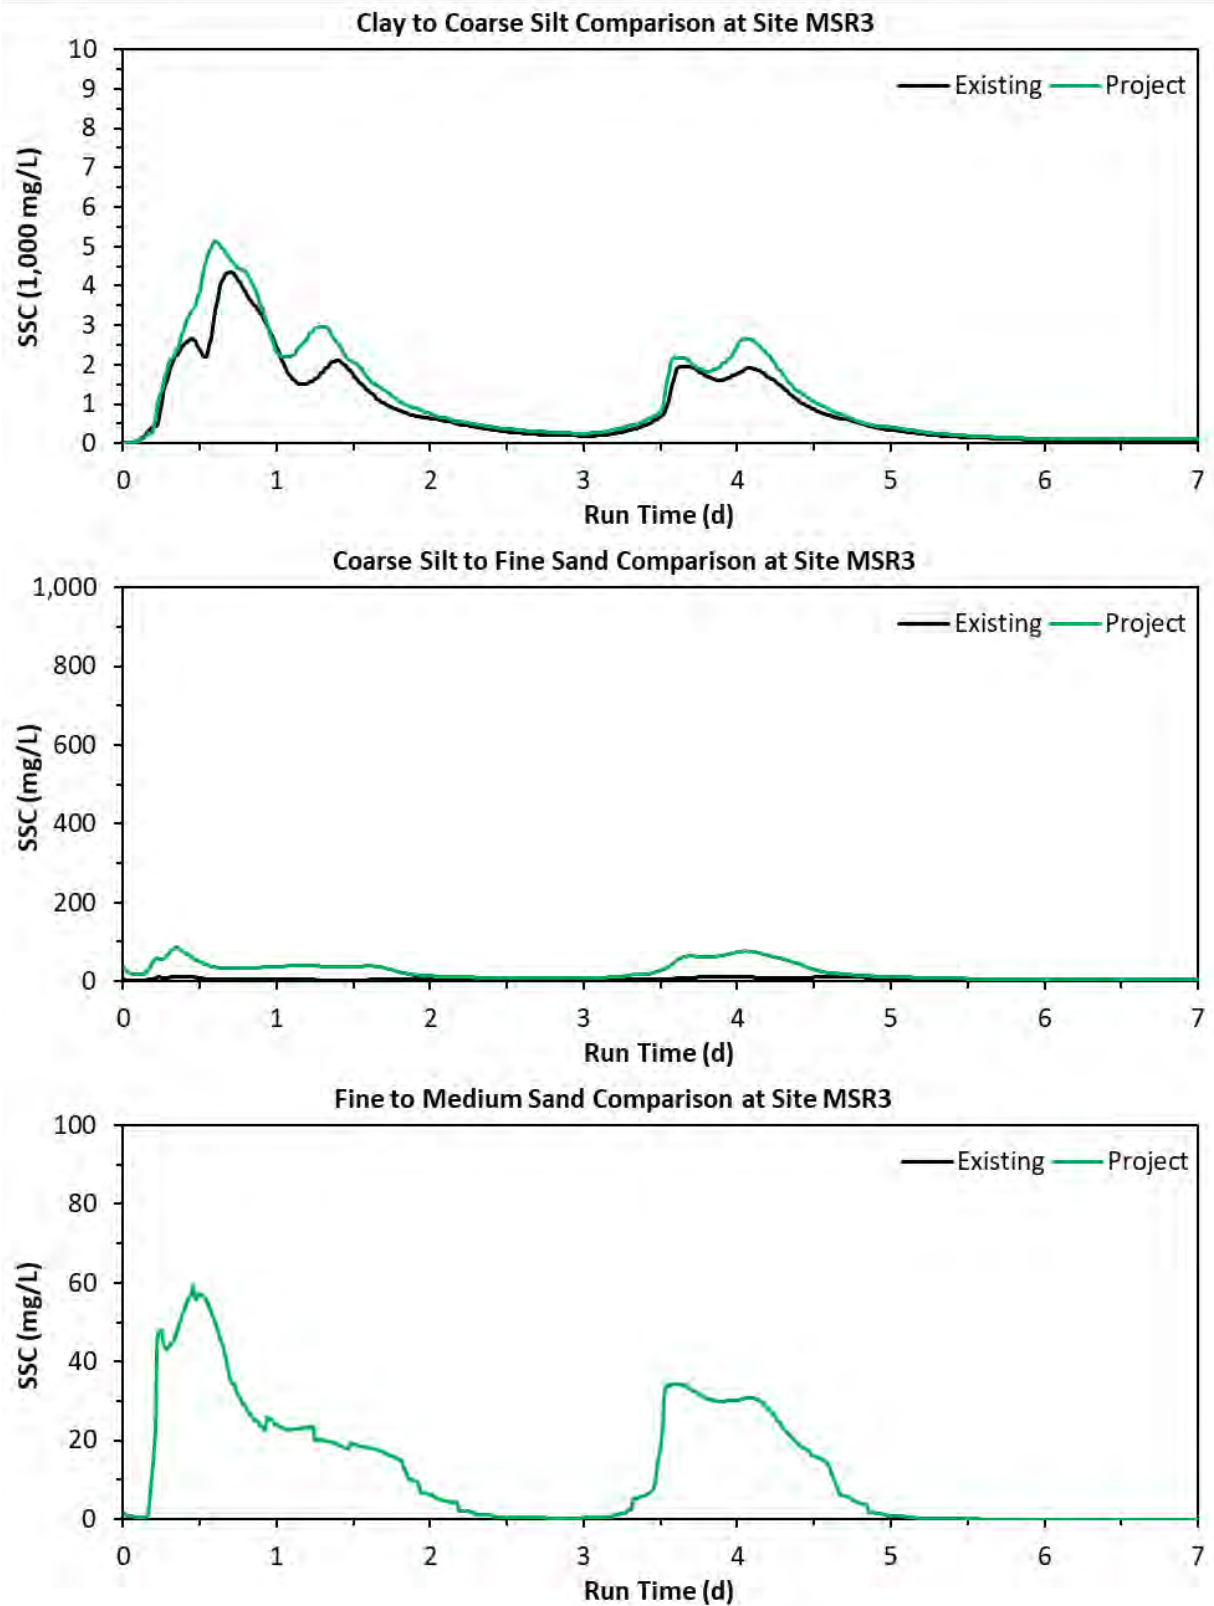 Clay to Coarse Silt Comparison at Site MSR3
10
9
8
7
6
5
4
3
2
1
0
SSC (1,000 mg/L)
Existing Project
0 1 2 3 4 5 6 7
Run Time (d)
Coarse Silt to Fine Sand Comparison at Site MSR3
1,000
800
600
400
200
0
SSC (mg/L)
Existing Project
0 1 2 3 4 5 6 7
Run Time (d)
Fine to Medium Sand Comparison at Site MSR3
100
80
60
40
20
0
SSC (mg/L)
Existing Project
0 1 2 3 4 5 6 7
Run Time (d)